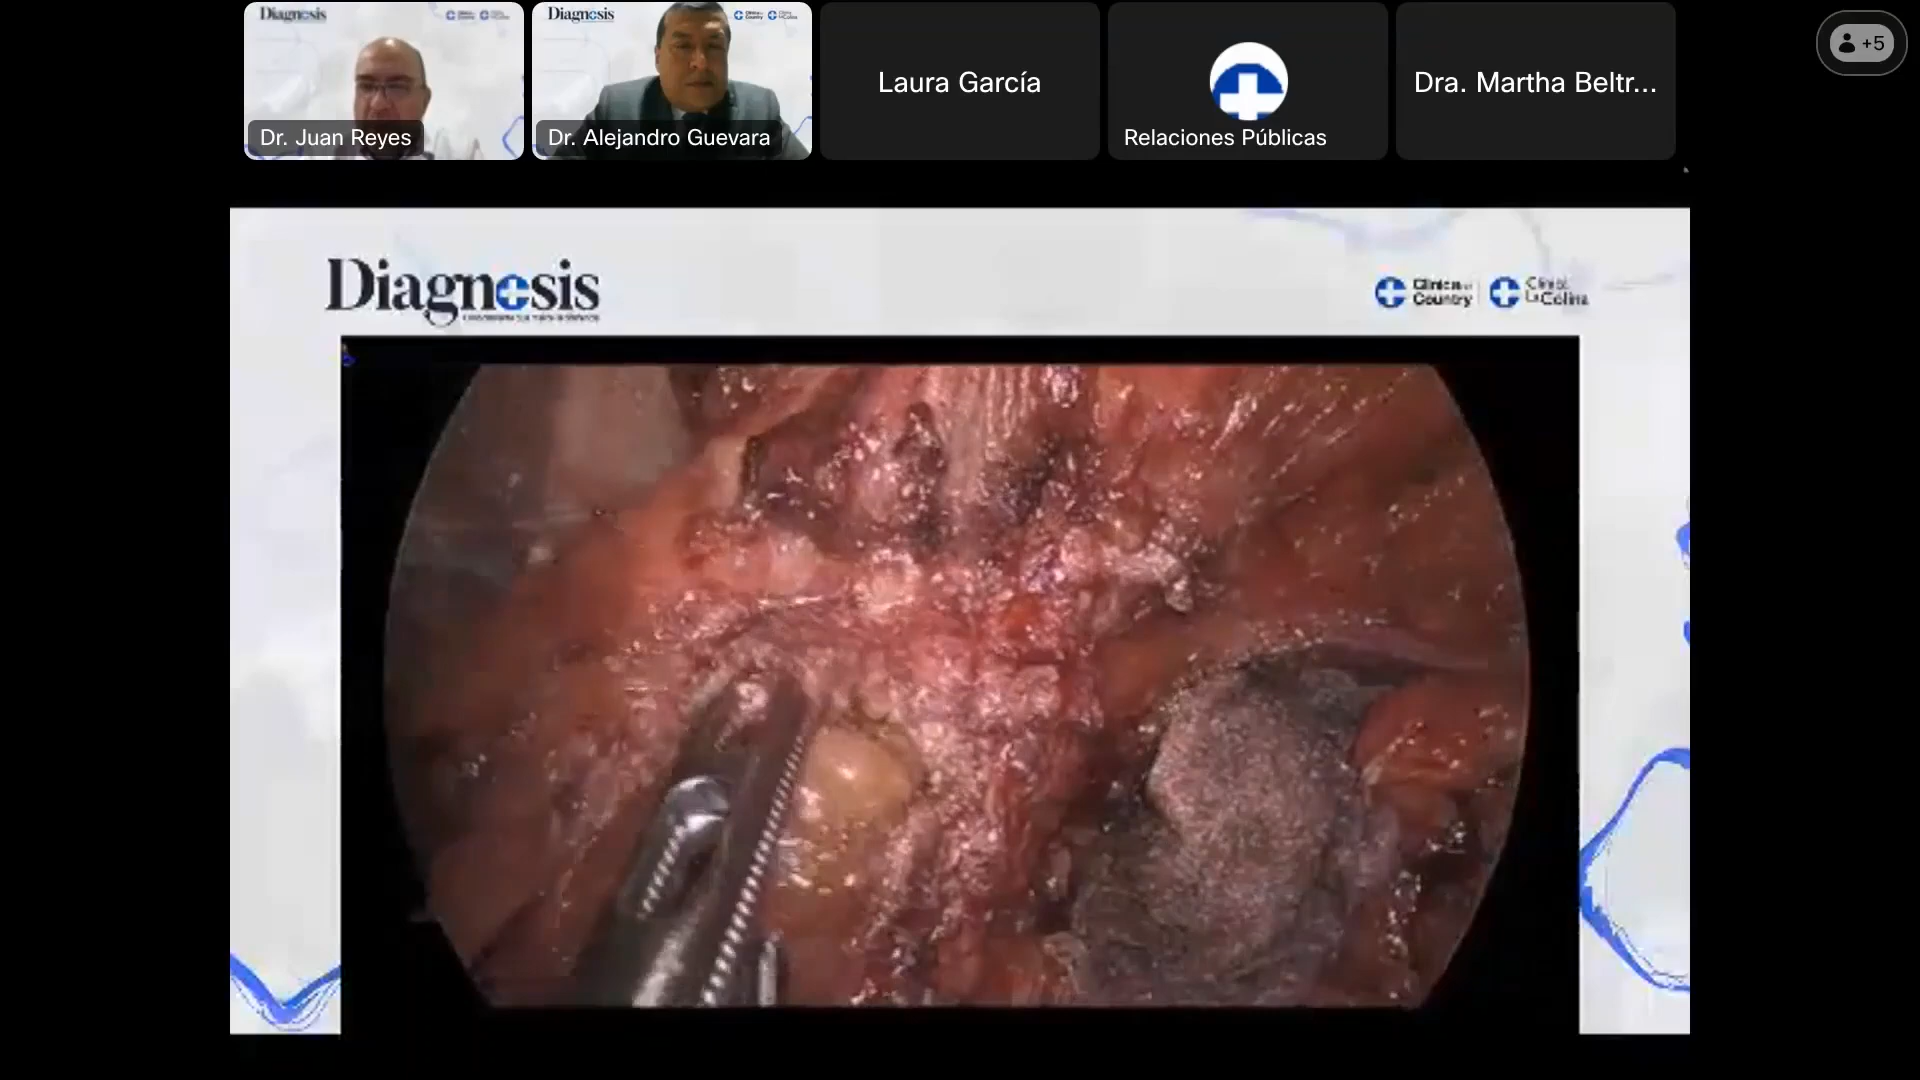 Diagnosis
Diagnosis
Laura García
Dra. Martha Beltr...
+5
Dr. Juan Reyes
Dr. Alejandro Guevara
Relaciones Públicas
Diagnosis
Clínica del Country
Clínica La Colina